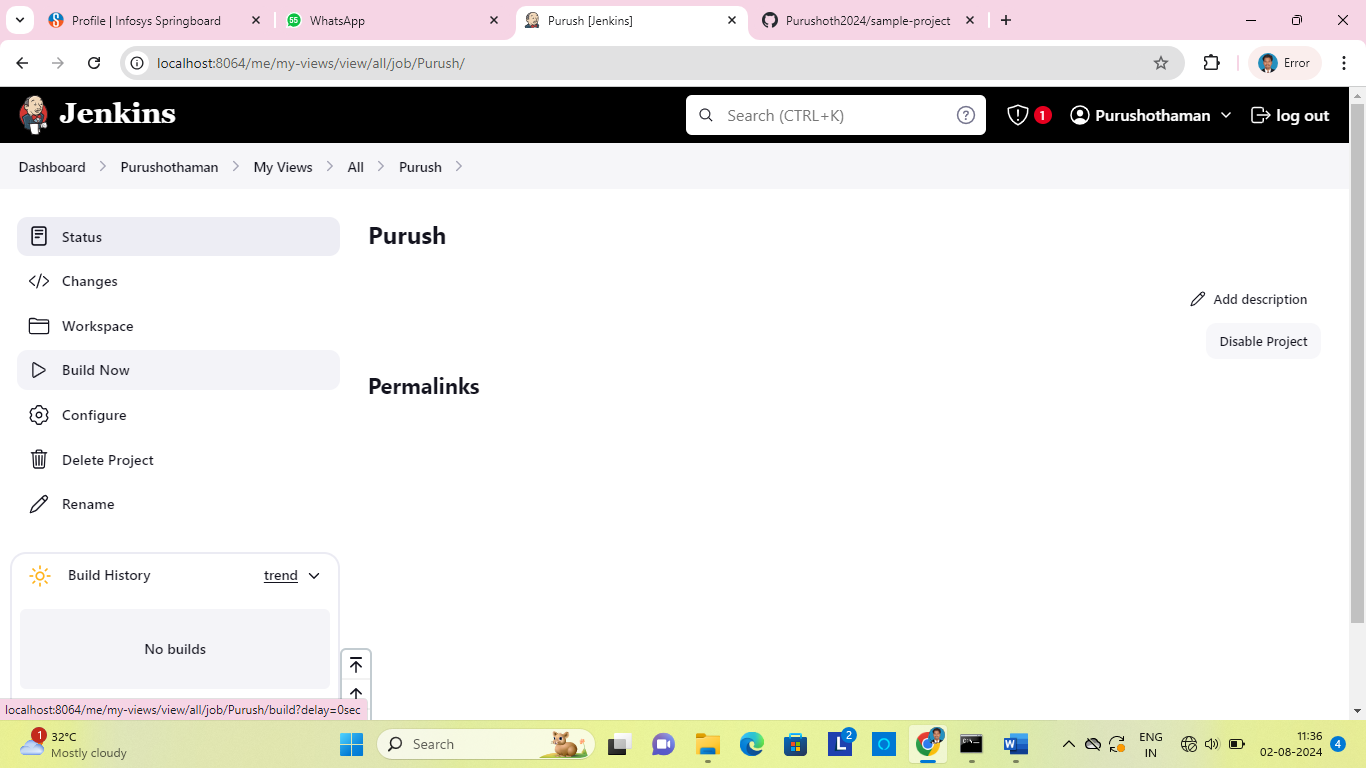 Profile | Infosys Springboard
WhatsApp
Purush [Jenkins]
Purushoth2024/sample-project
localhost:8064/me/my-views/view/all/job/Purush/
Error
Jenkins
Search (CTRL+K)
1
Purushothaman
log out
Dashboard
Purushothaman
My Views
All
Purush
Status
Changes
Workspace
Build Now
Configure
Delete Project
Rename
Purush
Add description
Disable Project
Permalinks
Build History
trend
No builds
localhost:8064/me/my-views/view/all/job/Purush/build?delay=0sec
1
32°C
Mostly cloudy
Search
2
ENG
IN
11:36
02-08-2024
4